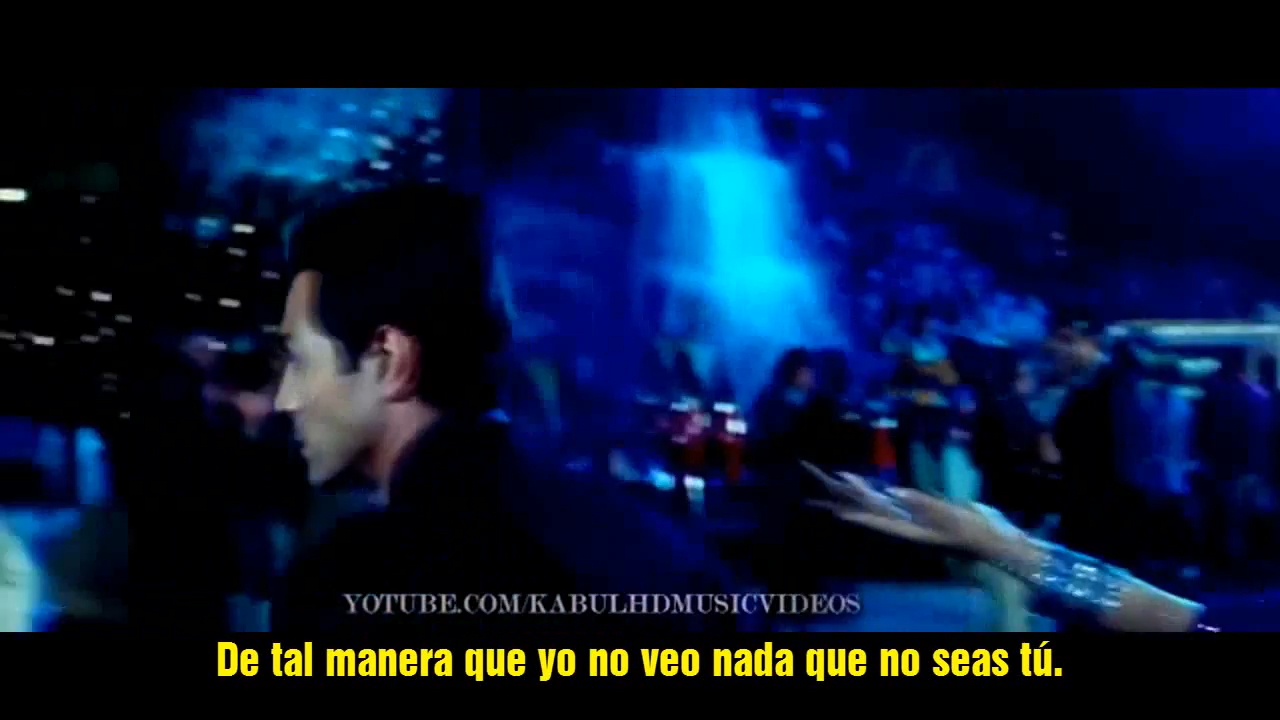 YOTUBE.COM/KABULHDMUSICVIDEOS
De tal manera que yo no veo nada que no seas tú.